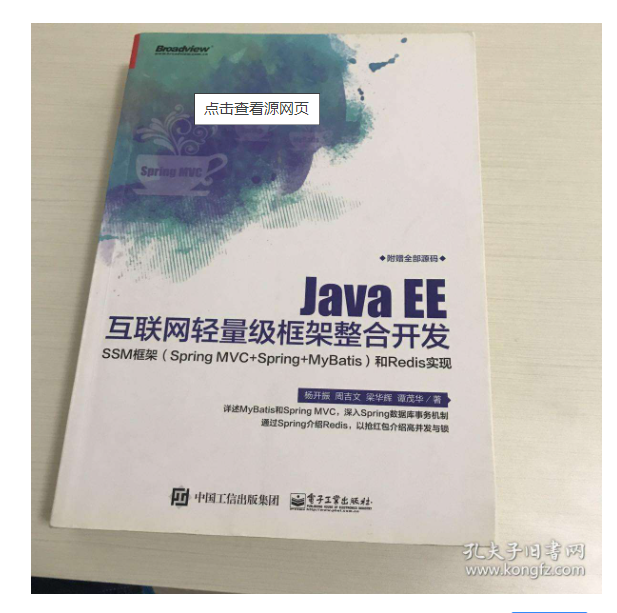 Broadview
点击查看源网页
Spring MVC
◆附赠全部源码◆
Java EE
互联网轻量级框架整合开发
SSM框架（Spring MVC+Spring+MyBatis）和Redis实现
杨开振 周吉文 梁华辉 谭茂华/著
详述MyBatis和Spring MVC，深入Spring数据库事务机制
通过Spring介绍Redis，以抢红包介绍高并发与锁
中国工信出版集团 电子工业出版社
PUBLISHING HOUSE OF ELECTRONICS INDUSTRY
孔夫子旧书网
www.kongfz.com